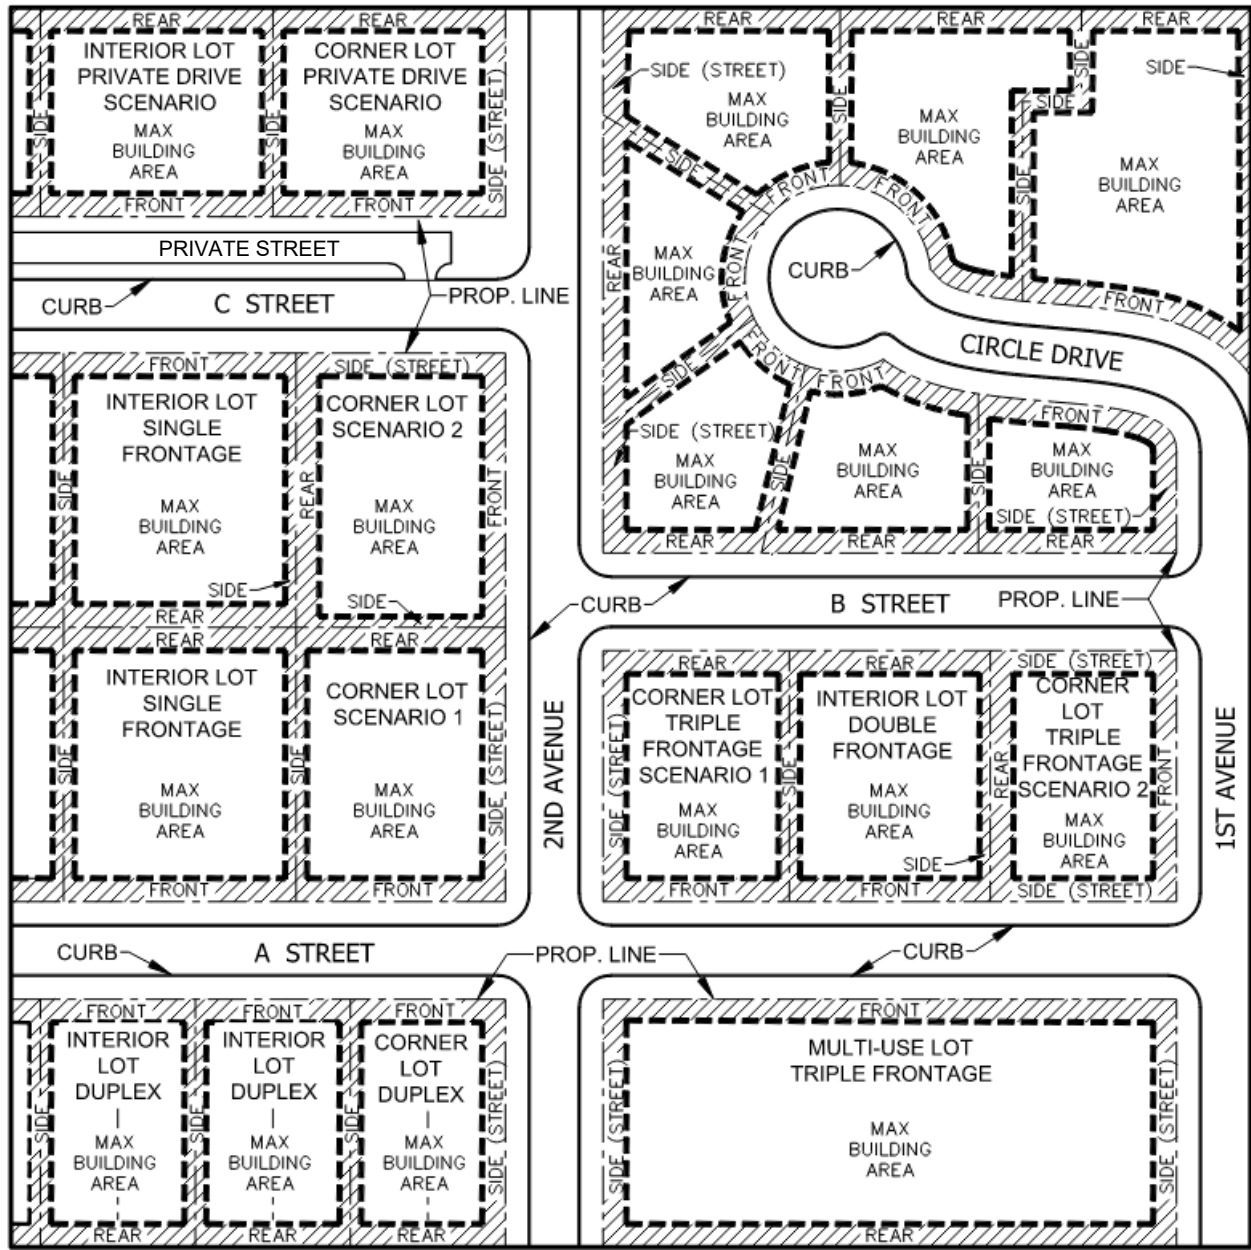 REAR
REAR
REAR
REAR
REAR
INTERIOR LOT
PRIVATE DRIVE
SCENARIO
MAX
BUILDING
AREA
CORNER LOT
PRIVATE DRIVE
SCENARIO
MAX
BUILDING
AREA
SIDE
SIDE
SIDE (STREET)
FRONT
FRONT
PRIVATE STREET
CURB
C STREET
PROP. LINE
SIDE (STREET)
MAX
BUILDING
AREA
SIDE
MAX
BUILDING
AREA
SIDE
SIDE
SIDE
SIDE
MAX
BUILDING
AREA
SIDE
FRONT
FRONT
REAR
MAX
BUILDING
AREA
FRONT
CURB
FRONT
CIRCLE DRIVE
SIDE
FRONT
FRONT
FRONT
SIDE (STREET)
MAX
BUILDING
AREA
SIDE
MAX
BUILDING
AREA
SIDE
MAX
BUILDING
AREA
SIDE (STREET)
REAR
REAR
REAR
FRONT
SIDE (STREET)
INTERIOR LOT
SINGLE
FRONTAGE
MAX
BUILDING
AREA
CORNER LOT
SCENARIO 2
MAX
BUILDING
AREA
SIDE
REAR
FRONT
SIDE
SIDE
REAR
REAR
REAR
CURB
B STREET
PROP. LINE
INTERIOR LOT
SINGLE
FRONTAGE
MAX
BUILDING
AREA
CORNER LOT
SCENARIO 1
MAX
BUILDING
AREA
SIDE
SIDE
SIDE (STREET)
FRONT
FRONT
2ND AVENUE
REAR
REAR
SIDE (STREET)
SIDE (STREET)
CORNER LOT
TRIPLE
FRONTAGE
SCENARIO 1
MAX
BUILDING
AREA
SIDE
INTERIOR LOT
DOUBLE
FRONTAGE
MAX
BUILDING
AREA
SIDE
REAR
CORNER
LOT
TRIPLE
FRONTAGE
SCENARIO 2
MAX
BUILDING
AREA
FRONT
FRONT
FRONT
SIDE (STREET)
1ST AVENUE
CURB
A STREET
PROP. LINE
CURB
FRONT
FRONT
FRONT
INTERIOR
LOT
DUPLEX
MAX
BUILDING
AREA
INTERIOR
LOT
DUPLEX
MAX
BUILDING
AREA
CORNER
LOT
DUPLEX
MAX
BUILDING
AREA
SIDE
SIDE
SIDE
SIDE (STREET)
REAR
REAR
REAR
FRONT
SIDE (STREET)
MULTI-USE LOT
TRIPLE FRONTAGE
MAX
BUILDING
AREA
SIDE (STREET)
REAR